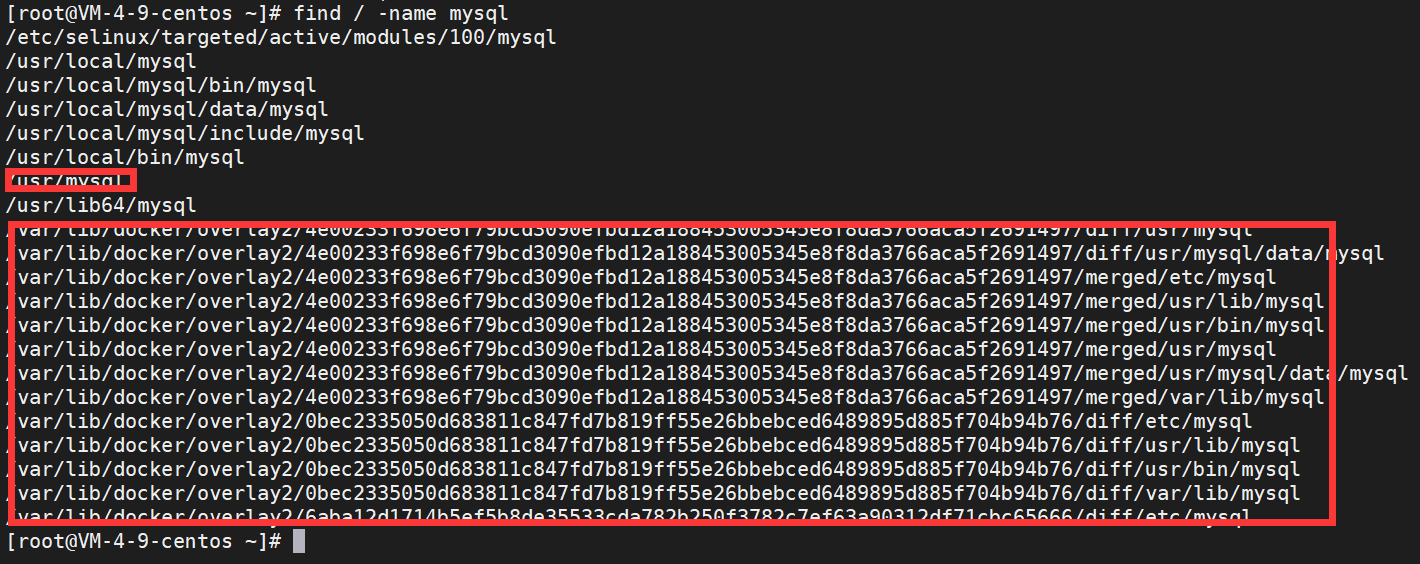 [root@VM-4-9-centos ~]# find / -name mysql
/etc/selinux/targeted/active/modules/100/mysql
/usr/local/mysql
/usr/local/mysql/bin/mysql
/usr/local/mysql/data/mysql
/usr/local/mysql/include/mysql
/usr/local/bin/mysql
/usr/mysql
/usr/lib64/mysql
/var/lib/docker/overlay2/4e00233f698e6f79bcd3090efbd12a188453005345e8f8da3766aca5f2691497/diff/usr/mysql
/var/lib/docker/overlay2/4e00233f698e6f79bcd3090efbd12a188453005345e8f8da3766aca5f2691497/diff/usr/mysql/data/mysql
/var/lib/docker/overlay2/4e00233f698e6f79bcd3090efbd12a188453005345e8f8da3766aca5f2691497/merged/etc/mysql
/var/lib/docker/overlay2/4e00233f698e6f79bcd3090efbd12a188453005345e8f8da3766aca5f2691497/merged/usr/lib/mysql
/var/lib/docker/overlay2/4e00233f698e6f79bcd3090efbd12a188453005345e8f8da3766aca5f2691497/merged/usr/bin/mysql
/var/lib/docker/overlay2/4e00233f698e6f79bcd3090efbd12a188453005345e8f8da3766aca5f2691497/merged/usr/mysql
/var/lib/docker/overlay2/4e00233f698e6f79bcd3090efbd12a188453005345e8f8da3766aca5f2691497/merged/usr/mysql/data/mysql
/var/lib/docker/overlay2/4e00233f698e6f79bcd3090efbd12a188453005345e8f8da3766aca5f2691497/merged/var/lib/mysql
/var/lib/docker/overlay2/0bec2335050d683811c847fd7b819ff55e26bbebced6489895d885f704b94b76/diff/etc/mysql
/var/lib/docker/overlay2/0bec2335050d683811c847fd7b819ff55e26bbebced6489895d885f704b94b76/diff/usr/lib/mysql
/var/lib/docker/overlay2/0bec2335050d683811c847fd7b819ff55e26bbebced6489895d885f704b94b76/diff/usr/bin/mysql
/var/lib/docker/overlay2/0bec2335050d683811c847fd7b819ff55e26bbebced6489895d885f704b94b76/diff/var/lib/mysql
/var/lib/docker/overlay2/6aba12d1714b5ef5b8de35533cda782b250f3782c7ef63a90312df71cbc65666/diff/etc/mysql
[root@VM-4-9-centos ~]#